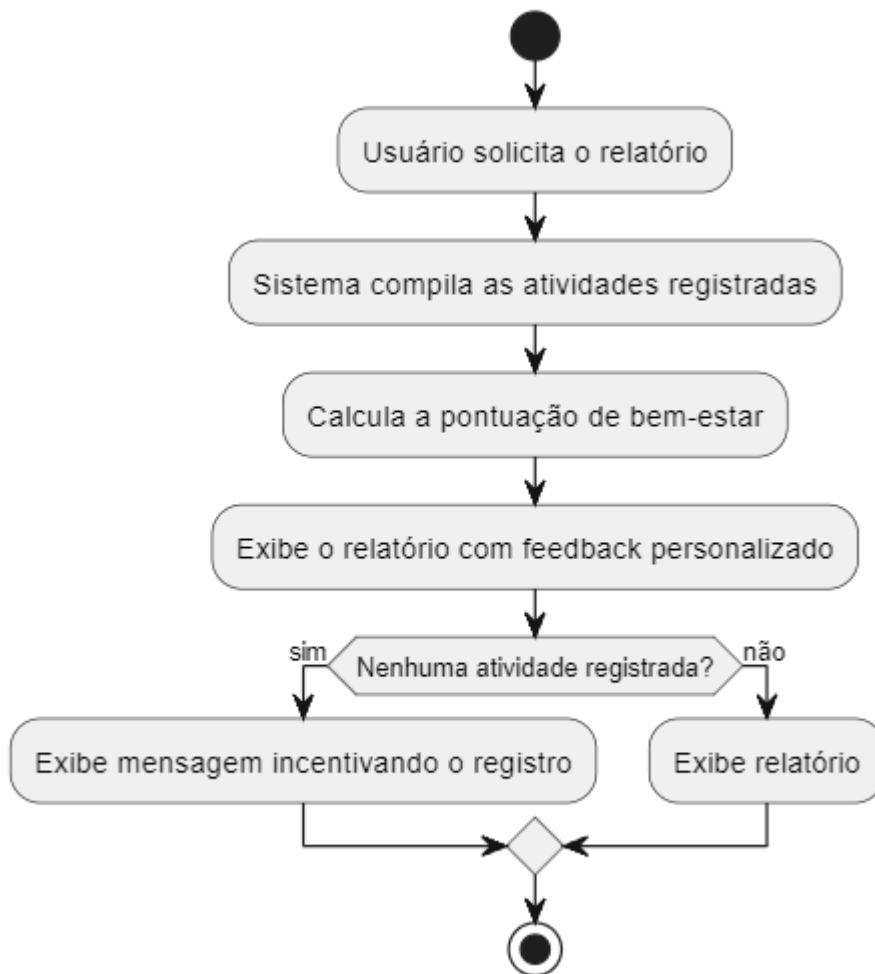 Usuário solicita o relatório
Sistema compila as atividades registradas
Calcula a pontuação de bem-estar
Exibe o relatório com feedback personalizado
sim
Nenhuma atividade registrada?
não
Exibe mensagem incentivando o registro
Exibe relatório